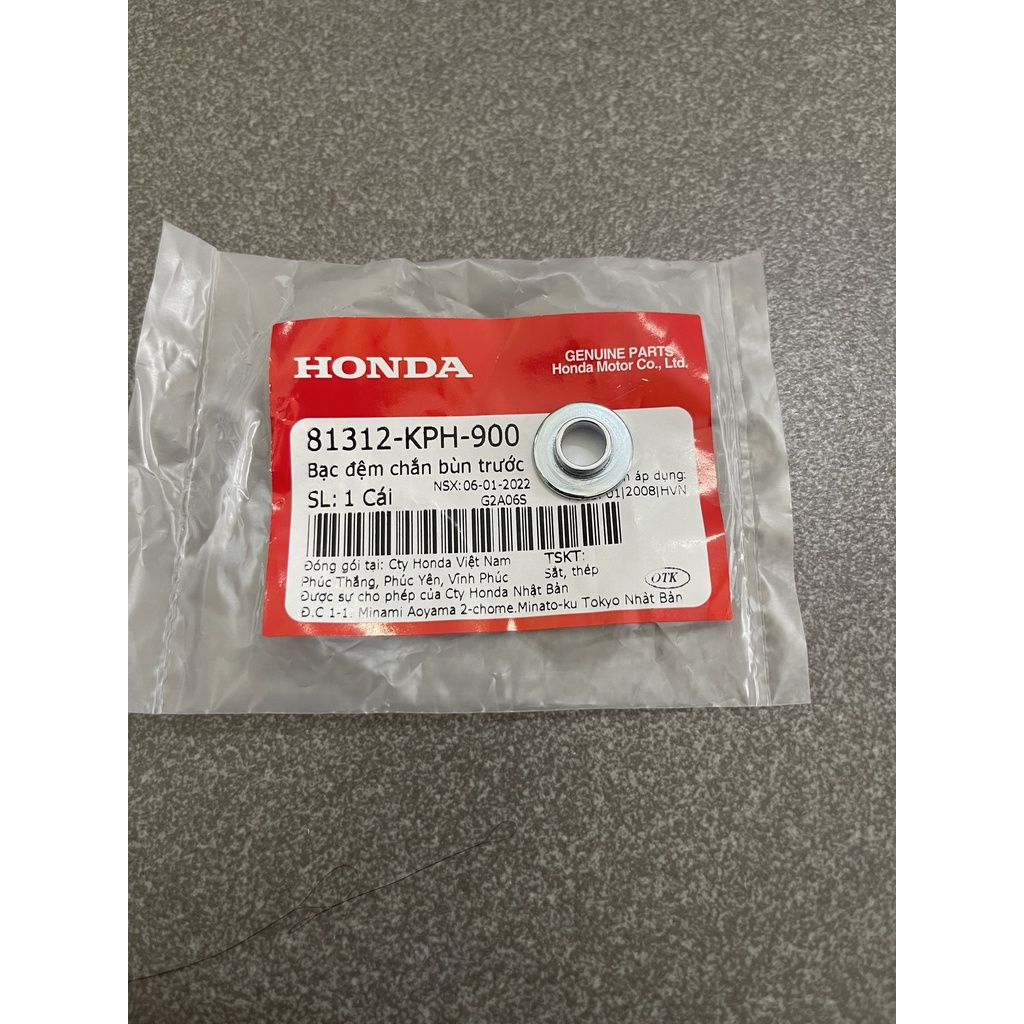 HONDA
GENUINE PARTS
Honda Motor Co., Ltd.
81312-KPH-900
Bạc đệm chắn bùn trước
NSX: 06-01-2022
áp dụng:
SL: 1 Cái
G2A06S
01|2008|HVN
Đóng gói tại: Cty Honda Việt Nam
TSKT:
Phúc Thắng, Phúc Yên, Vĩnh Phúc
Sắt, thép
OTK
Được sự cho phép của Cty Honda Nhật Bản
Đ.C 1-1, Minami Aoyama 2-chome.Minato-ku Tokyo Nhật Bản